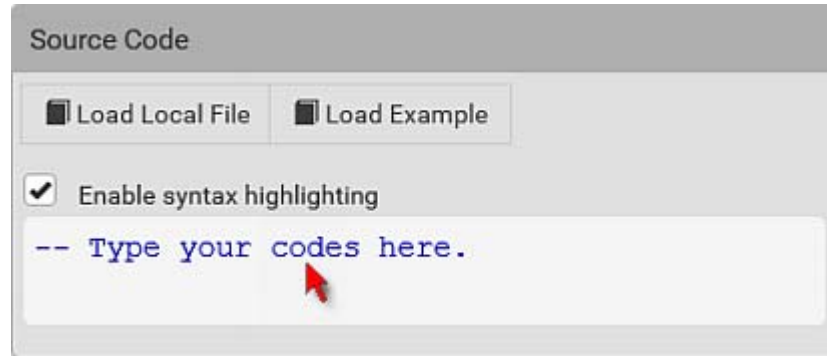 Source Code
Load Local File Load Example
Enable syntax highlighting
-- Type your codes here.